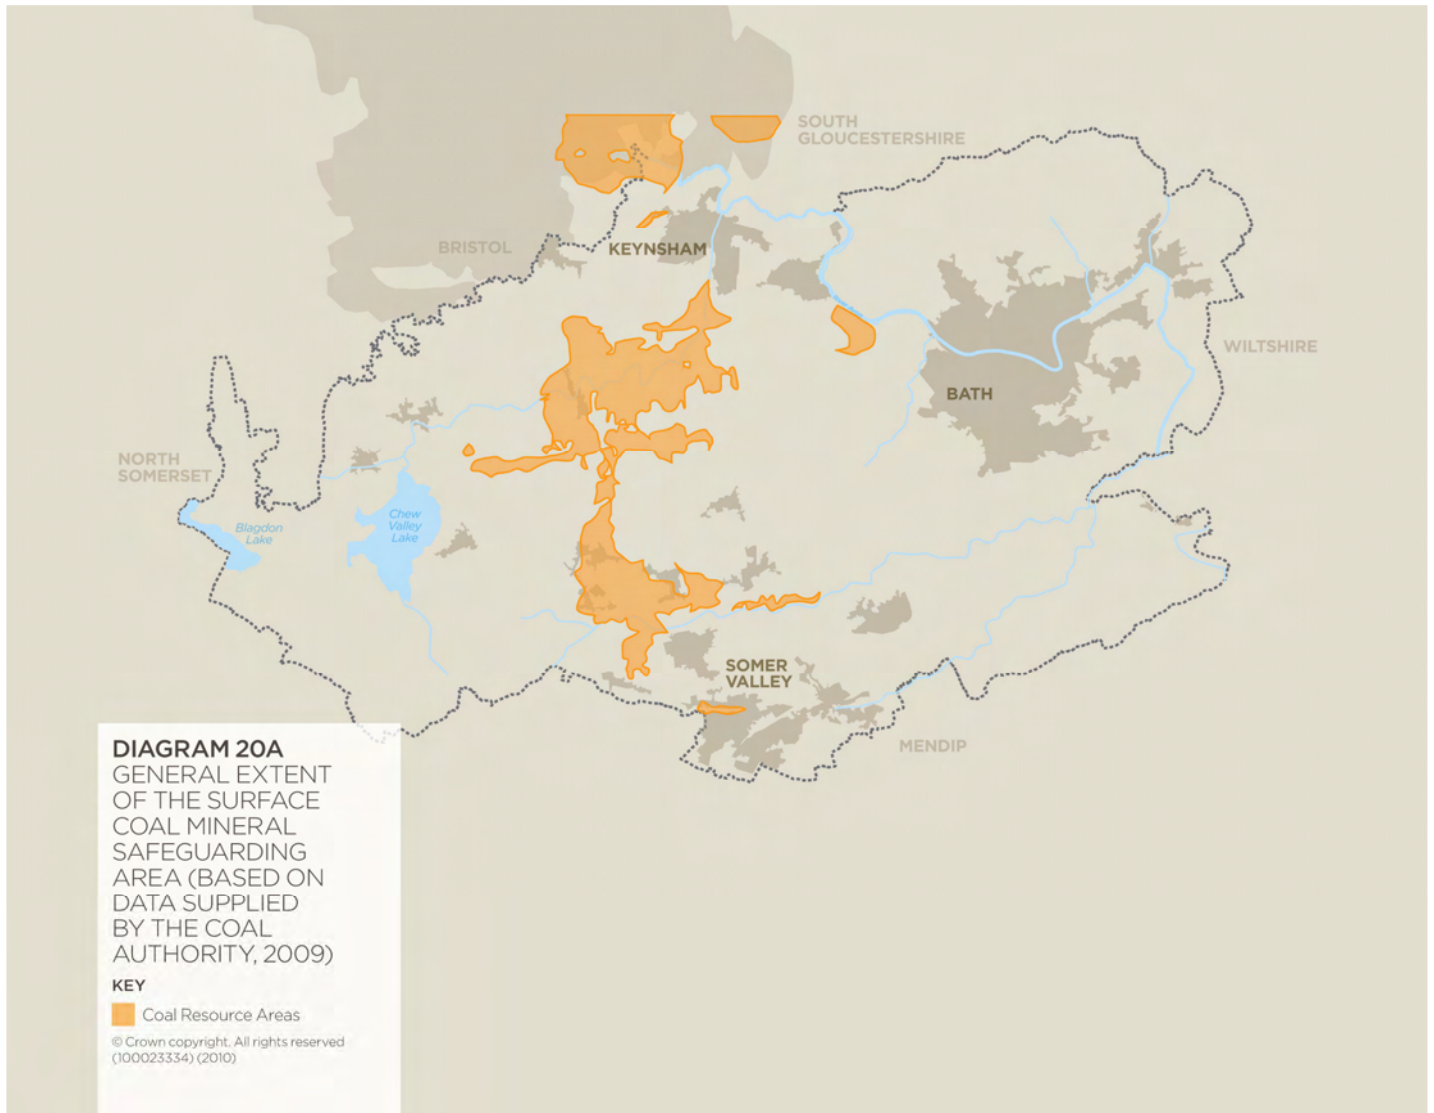 SOUTH
GLOUCESTERSHIRE
BRISTOL
KEYNSHAM
WILTSHIRE
BATH
NORTH
SOMERSET
Chew
Valley
Lake
Blagdon
Lake
SOMER
VALLEY
MENDIP
DIAGRAM 20A
GENERAL EXTENT
OF THE SURFACE
COAL MINERAL
SAFEGUARDING
AREA (BASED ON
DATA SUPPLIED
BY THE COAL
AUTHORITY, 2009)
KEY
Coal Resource Areas
© Crown copyright. All rights reserved
(100023334) (2010)